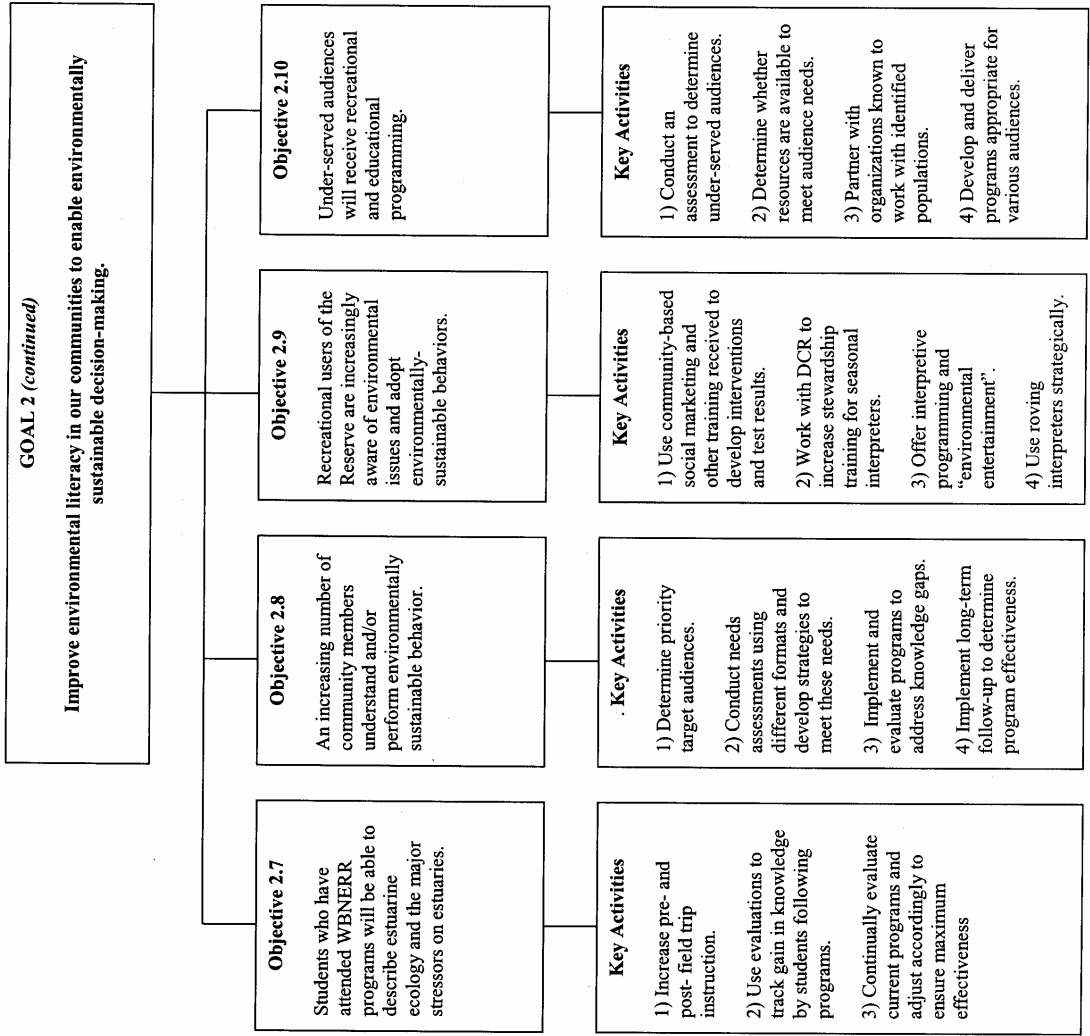 GOAL 2 (continued)
Improve environmental literacy in our communities to enable environmentally
sustainable decision-making.
Objective 2.7
Students who have
attended WBNERR
programs will be able to
describe estuarine
ecology and the major
stressors on estuaries.
Key Activities
1) Increase pre- and
post- field trip
instruction.
2) Use evaluations to
track gain in knowledge
by students following
programs.
3) Continually evaluate
current programs and
adjust accordingly to
ensure maximum
effectiveness
Objective 2.8
An increasing number of
community members
understand and/or
perform environmentally
sustainable behavior.
. Key Activities
1) Determine priority
target audiences.
2) Conduct needs
assessments using
different formats and
develop strategies to
meet these needs.
3) Implement and
evaluate programs to
address knowledge gaps.
4) Implement long-term
follow-up to determine
program effectiveness.
Objective 2.9
Recreational users of the
Reserve are increasingly
aware of environmental
issues and adopt
environmentally-
sustainable behaviors.
Key Activities
1) Use community-based
social marketing and
other training received to
develop interventions
and test results.
2) Work with DCR to
increase stewardship
training for seasonal
interpreters.
3) Offer interpretive
programming and
“environmental
entertainment”.
4) Use roving
interpreters strategically.
Objective 2.10
Under-served audiences
will receive recreational
and educational
programming.
Key Activities
1) Conduct an
assessment to determine
under-served audiences.
2) Determine whether
resources are available to
meet audience needs.
3) Partner with
organizations known to
work with identified
populations.
4) Develop and deliver
programs appropriate for
various audiences.